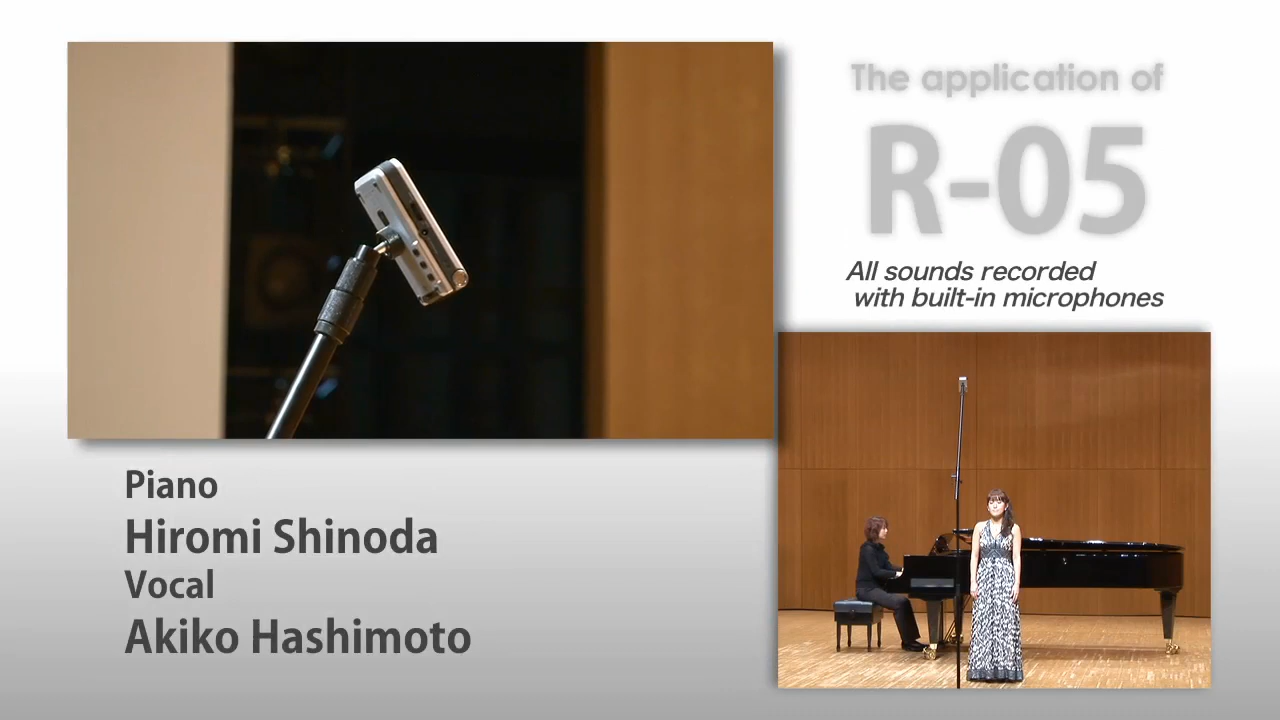 The application of
R-05
All sounds recorded
with built-in microphones
Piano
Hiromi Shinoda
Vocal
Akiko Hashimoto